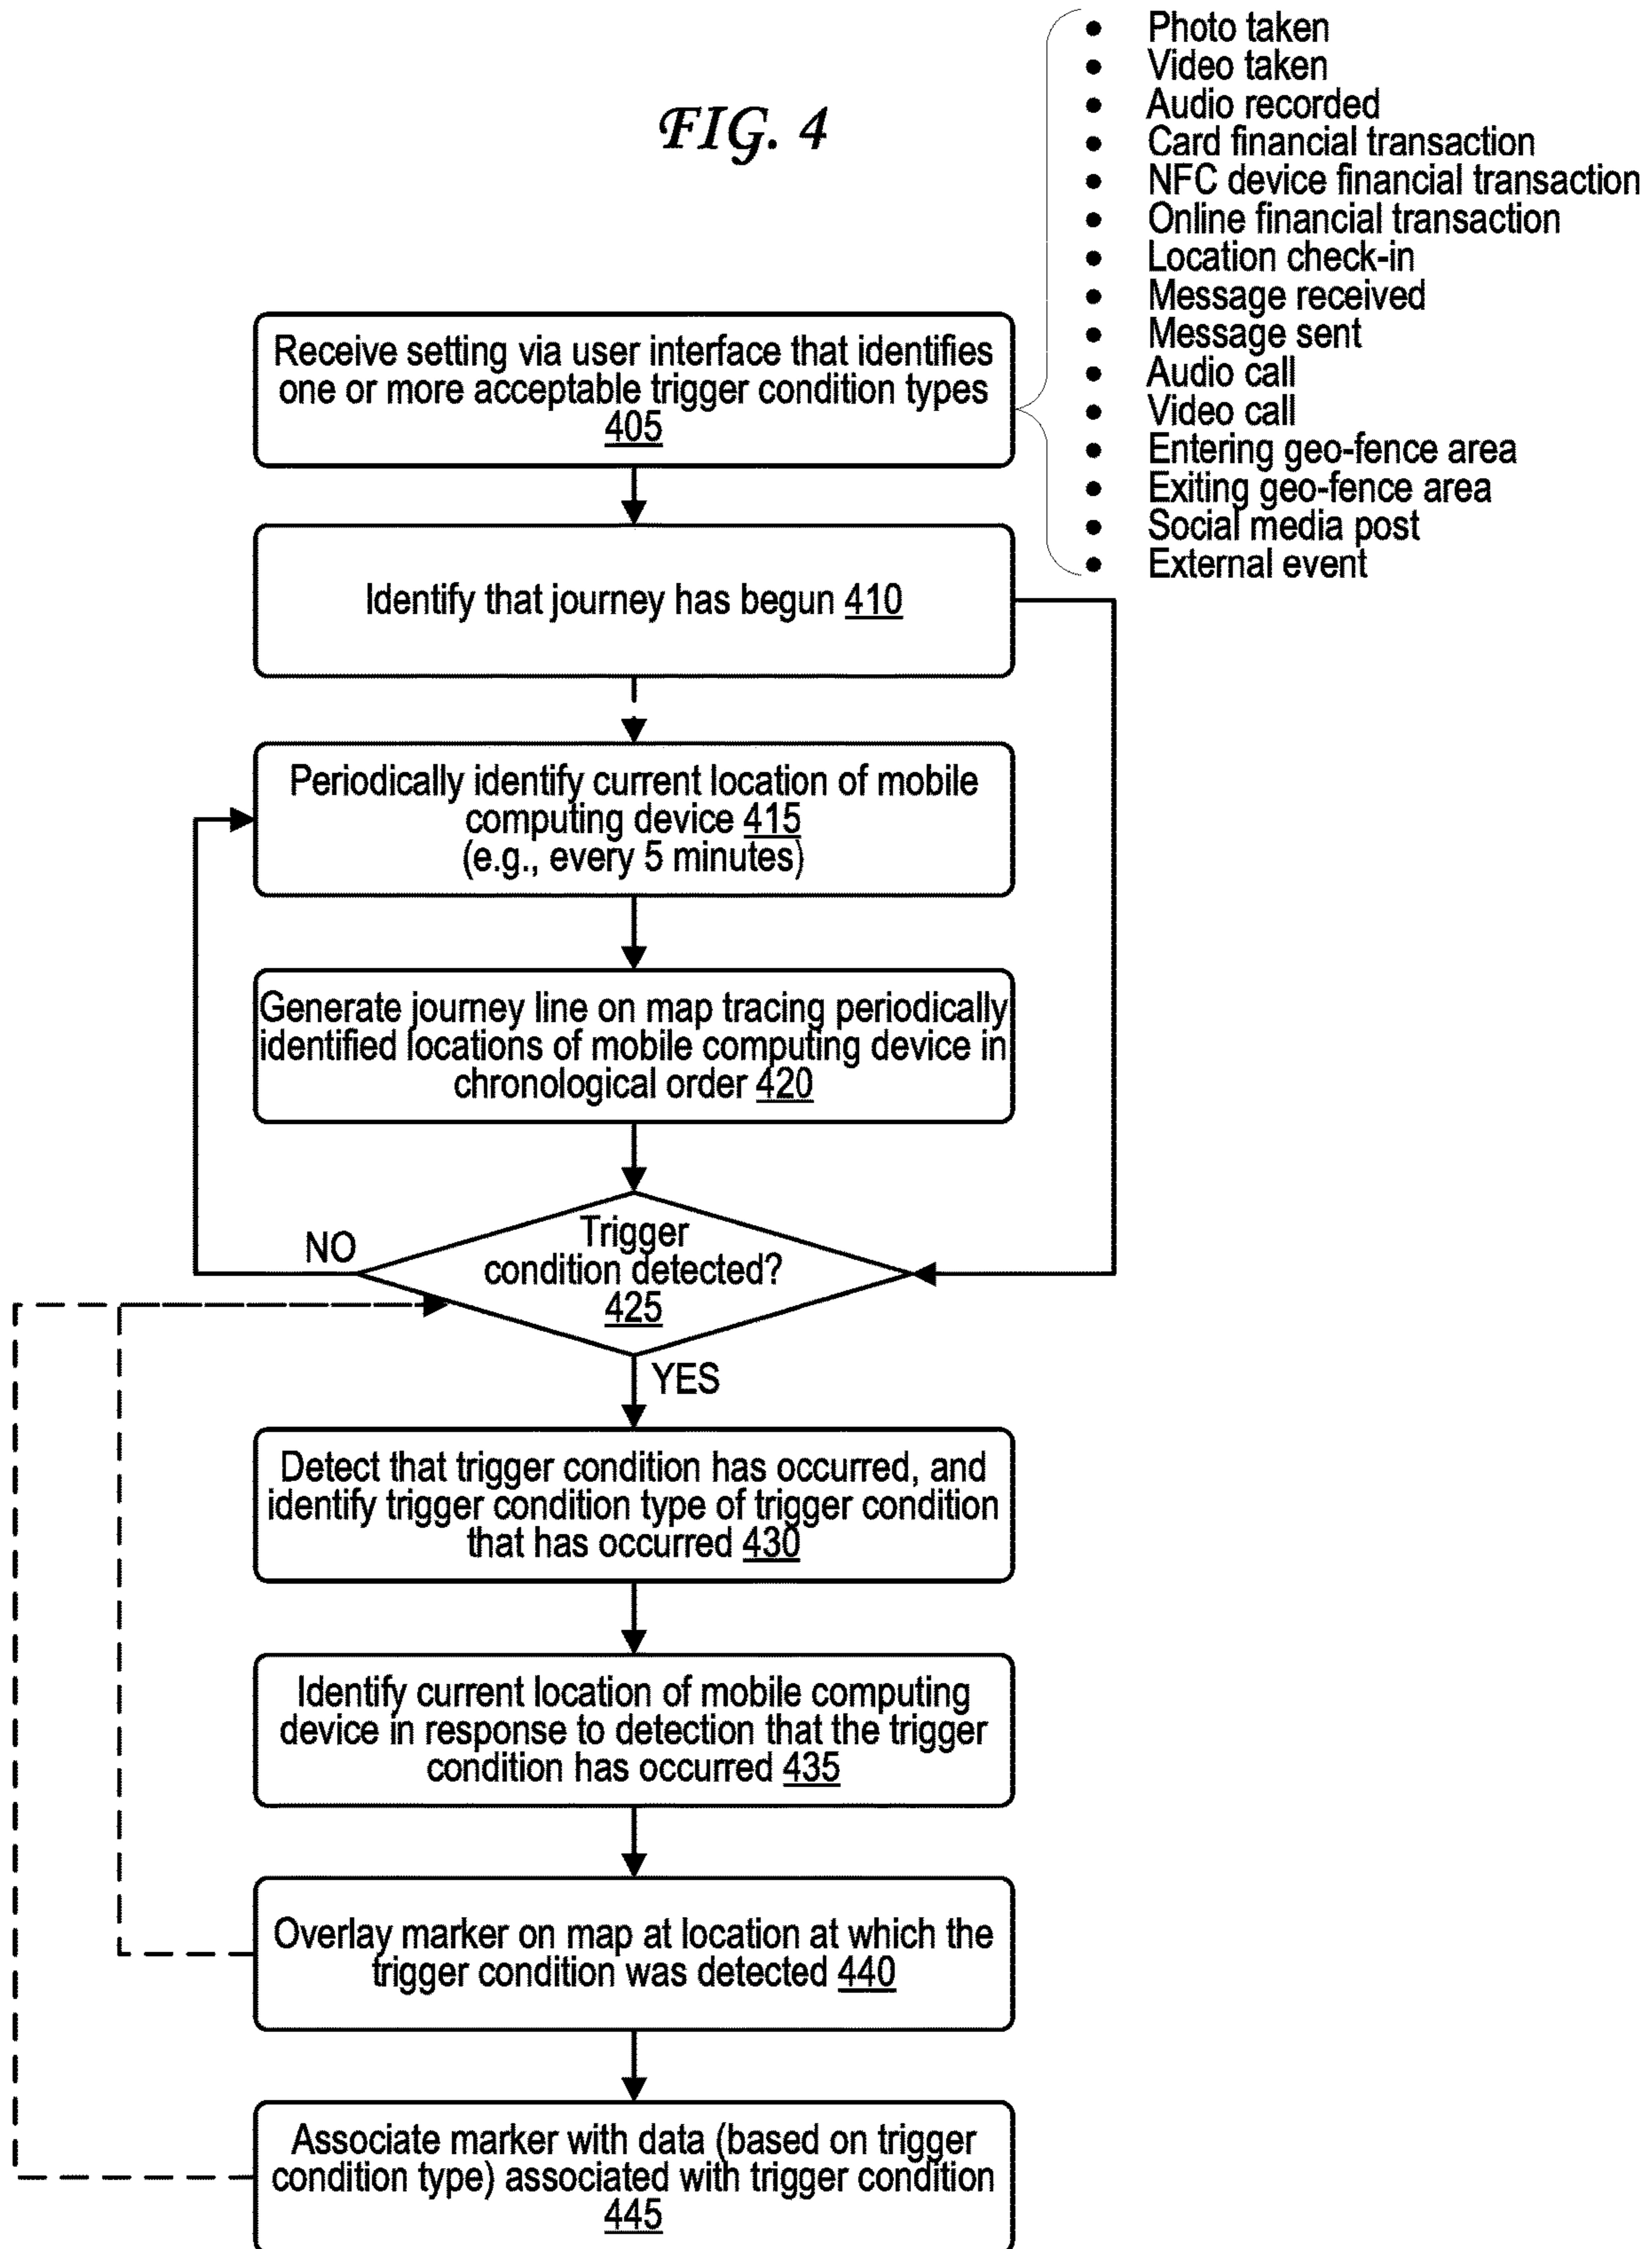 FIG. 4
• Photo taken
• Video taken
• Audio recorded
• Card financial transaction
• NFC device financial transaction
• Online financial transaction
• Location check-in
• Message received
• Message sent
• Audio call
• Video call
• Entering geo-fence area
• Exiting geo-fence area
• Social media post
• External event
Receive setting via user interface that identifies
one or more acceptable trigger condition types
405
Identify that journey has begun 410
Periodically identify current location of mobile
computing device 415
(e.g., every 5 minutes)
Generate journey line on map tracing periodically
identified locations of mobile computing device in
chronological order 420
Trigger
condition detected?
425
NO
YES
Detect that trigger condition has occurred, and
identify trigger condition type of trigger condition
that has occurred 430
Identify current location of mobile computing
device in response to detection that the trigger
condition has occurred 435
Overlay marker on map at location at which the
trigger condition was detected 440
Associate marker with data (based on trigger
condition type) associated with trigger condition
445